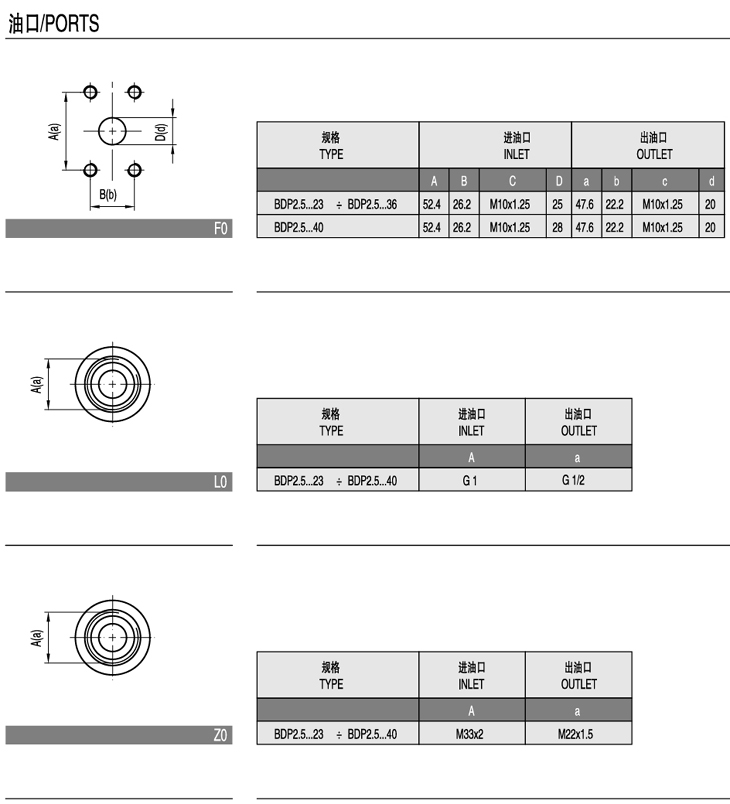 油口/PORTS
A(a)
D(d)
B(b)
F0
规格 进油口 出油口
TYPE INLET OUTLET
A B C D a b c d
BDP2.5...23 ÷ BDP2.5...36 52.4 26.2 M10x1.25 25 47.6 22.2 M10x1.25 20
BDP2.5...40 52.4 26.2 M10x1.25 28 47.6 22.2 M10x1.25 20
A(a)
L0
规格 进油口 出油口
TYPE INLET OUTLET
A a
BDP2.5...23 ÷ BDP2.5...40 G 1 G 1/2
A(a)
Z0
规格 进油口 出油口
TYPE INLET OUTLET
A a
BDP2.5...23 ÷ BDP2.5...40 M33x2 M22x1.5